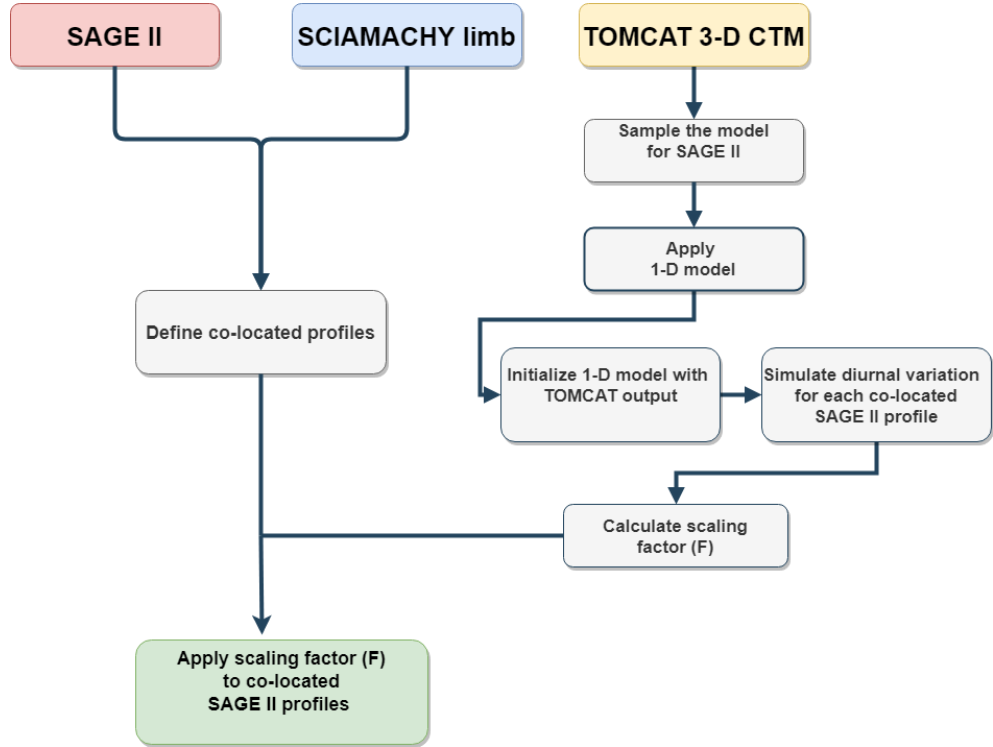 SAGE II
SCIAMACHY limb
TOMCAT 3-D CTM
Sample the model
for SAGE II
Apply
1-D model
Define co-located profiles
Initialize 1-D model with
TOMCAT output
Simulate diurnal variation
for each co-located
SAGE II profile
Calculate scaling
factor (F)
Apply scaling factor (F)
to co-located
SAGE II profiles